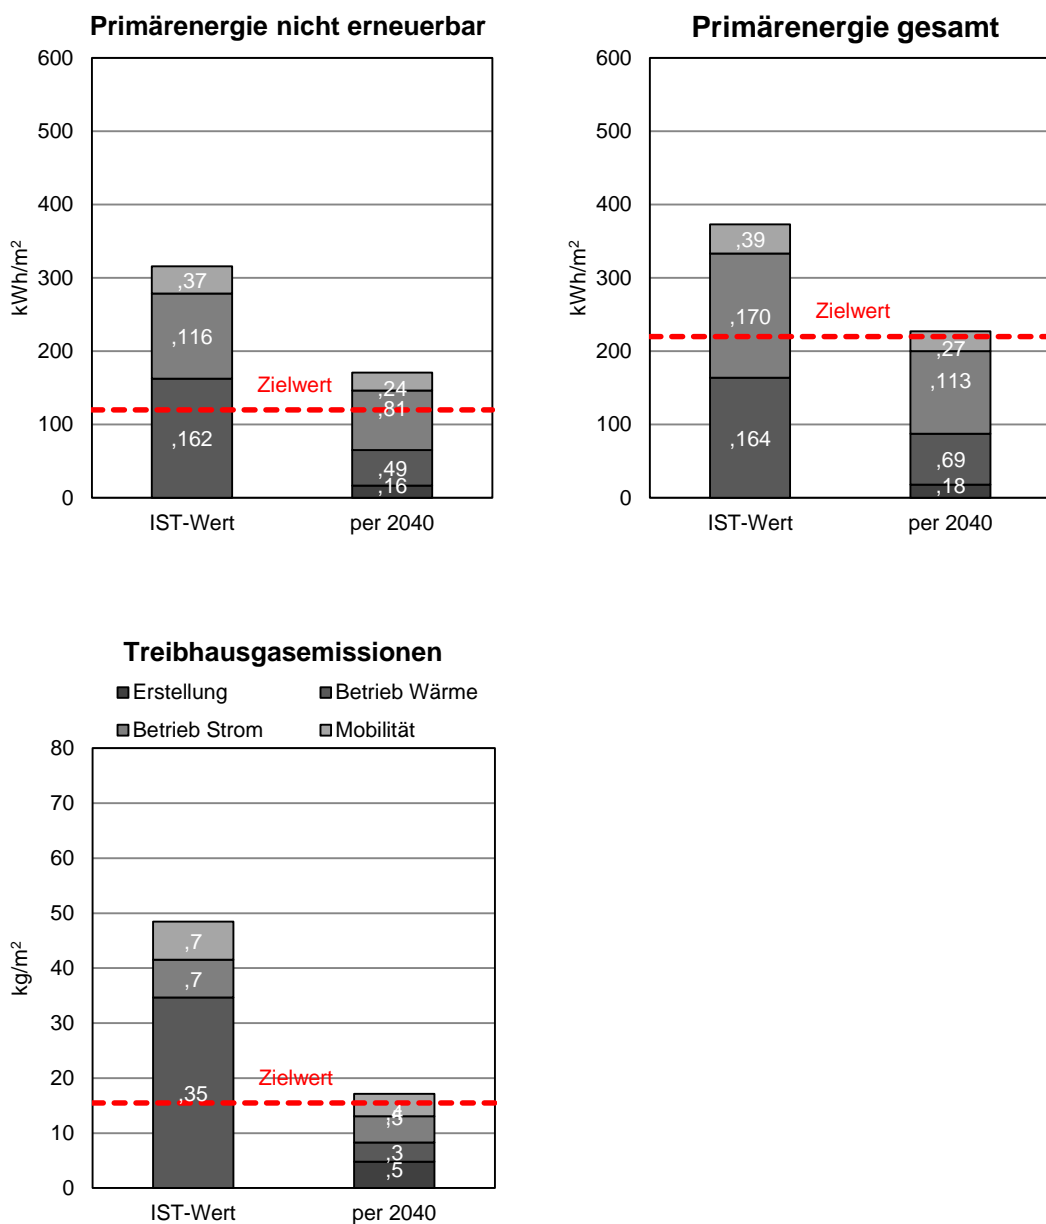 Primärenergie nicht erneuerbar
600
500
400
300
200
100
0
kWh/m²
,37
,116
,162
Zielwert
,24
,81
,49
,16
IST-Wert
per 2040
Primärenergie gesamt
600
500
400
300
200
100
0
kWh/m²
,39
,170
,164
Zielwert
,27
,113
,69
,18
IST-Wert
per 2040
Treibhausgasemissionen
Erstellung
Betrieb Wärme
Betrieb Strom
Mobilität
80
70
60
50
40
30
20
10
0
kg/m²
,7
,7
,35
Zielwert
,3
,5
IST-Wert
per 2040